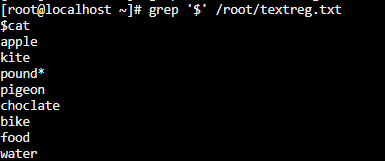 [root@localhost ~]# grep '$' /root/textreg.txt
$cat
apple
kite
pound*
pigeon
choclate
bike
food
water